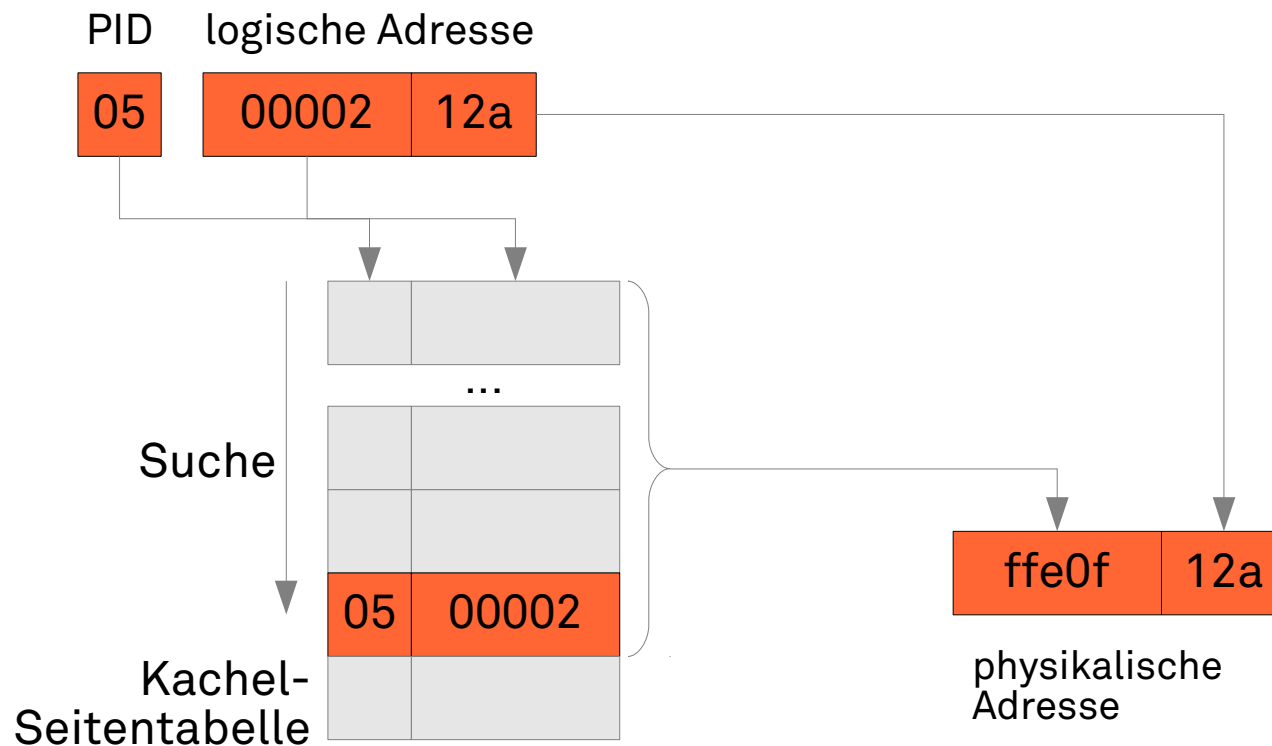 PID logische Adresse
05 00002 12a
...
Suche
05 00002
ffe0f 12a
Kachel-
Seitentabelle
physikalische
Adresse